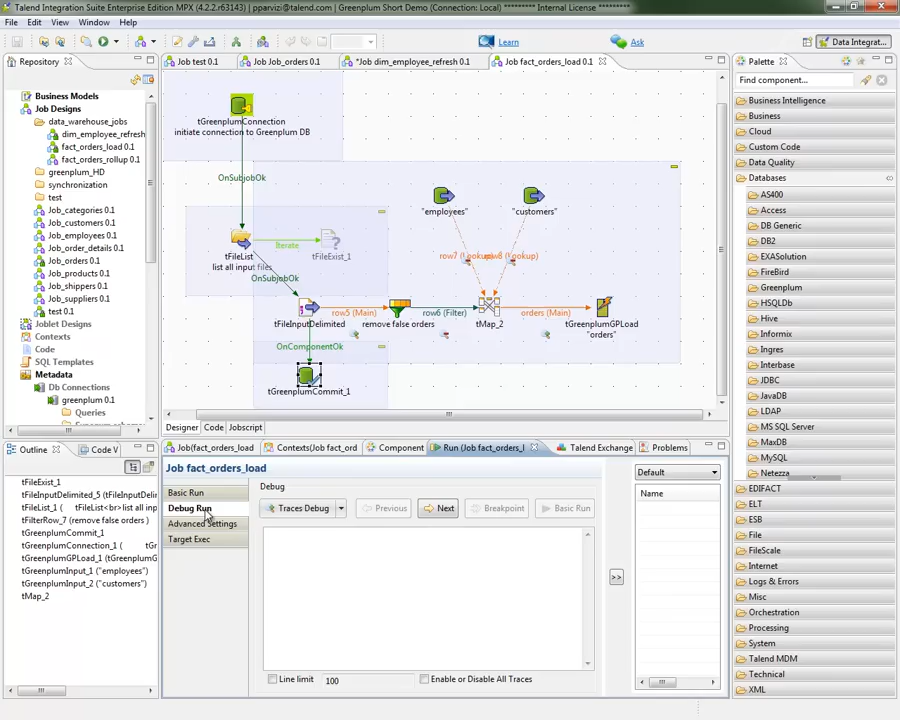 Talend Integration Suite Enterprise Edition MPX (4.2.2.r63143) | pparvizi@talend.com | Greenplum Short Demo (Connection: Local) ********* Internal License *********
File Edit View Window Help
Learn
Ask
Data Integrat...
Repository
Job test 0.1
Job Job_orders 0.1
*Job dim_employee_refresh 0.1
Job fact_orders_load 0.1
Palette
Find component...
Business Models
Job Designs
data_warehouse_jobs
dim_employee_refresh
fact_orders_load 0.1
fact_orders_rollup 0.1
greenplum_HD
synchronization
test
Job_categories 0.1
Job_customers 0.1
Job_employees 0.1
Job_order_details 0.1
Job_orders 0.1
Job_products 0.1
Job_shippers 0.1
Job_suppliers 0.1
test 0.1
Joblet Designs
Contexts
Code
SQL Templates
Metadata
Db Connections
greenplum 0.1
Queries
tGreenplumConnection
initiate connection to Greenplum DB
OnSubjobOk
tFileList
list all input files
Iterate
tFileExist_1
OnSubjobOk
"employees"
"customers"
row7 (Lookup)
row8 (Lookup)
tFileInputDelimited
row5 (Main)
remove false orders
row6 (Filter)
tMap_2
orders (Main)
tGreenplumGPLoad
"orders"
OnComponentOk
tGreenplumCommit_1
Designer Code Jobscript
Business Intelligence
Business
Cloud
Custom Code
Data Quality
Databases
AS400
Access
DB Generic
DB2
EXASolution
FireBird
Greenplum
HSQLDb
Hive
Informix
Ingres
Interbase
JDBC
JavaDB
LDAP
MS SQL Server
MaxDB
MySQL
Netezza
EDIFACT
ELT
ESB
File
FileScale
Internet
Logs & Errors
Misc
Orchestration
Processing
System
Talend MDM
Technical
XML
Outline
Code V
tFileExist_1
tFileInputDelimited_5 (tFileInputDeli
tFileList_1 ( tFileList<br>list all inp
tFilterRow_7 (remove false orders )
tGreenplumCommit_1
tGreenplumConnection_1 ( tGr
tGreenplumGPLoad_1 (tGreenplumG
tGreenplumInput_1 ("employees")
tGreenplumInput_2 ("customers")
tMap_2
Job(fact_orders_load
Contexts(Job fact_ord
Component
Run (Job fact_orders_l
Talend Exchange
Problems
Job fact_orders_load
Basic Run
Debug Run
Advanced Settings
Target Exec
Debug
Traces Debug
Previous
Next
Breakpoint
Basic Run
Line limit 100
Enable or Disable All Traces
>>
Default
Name